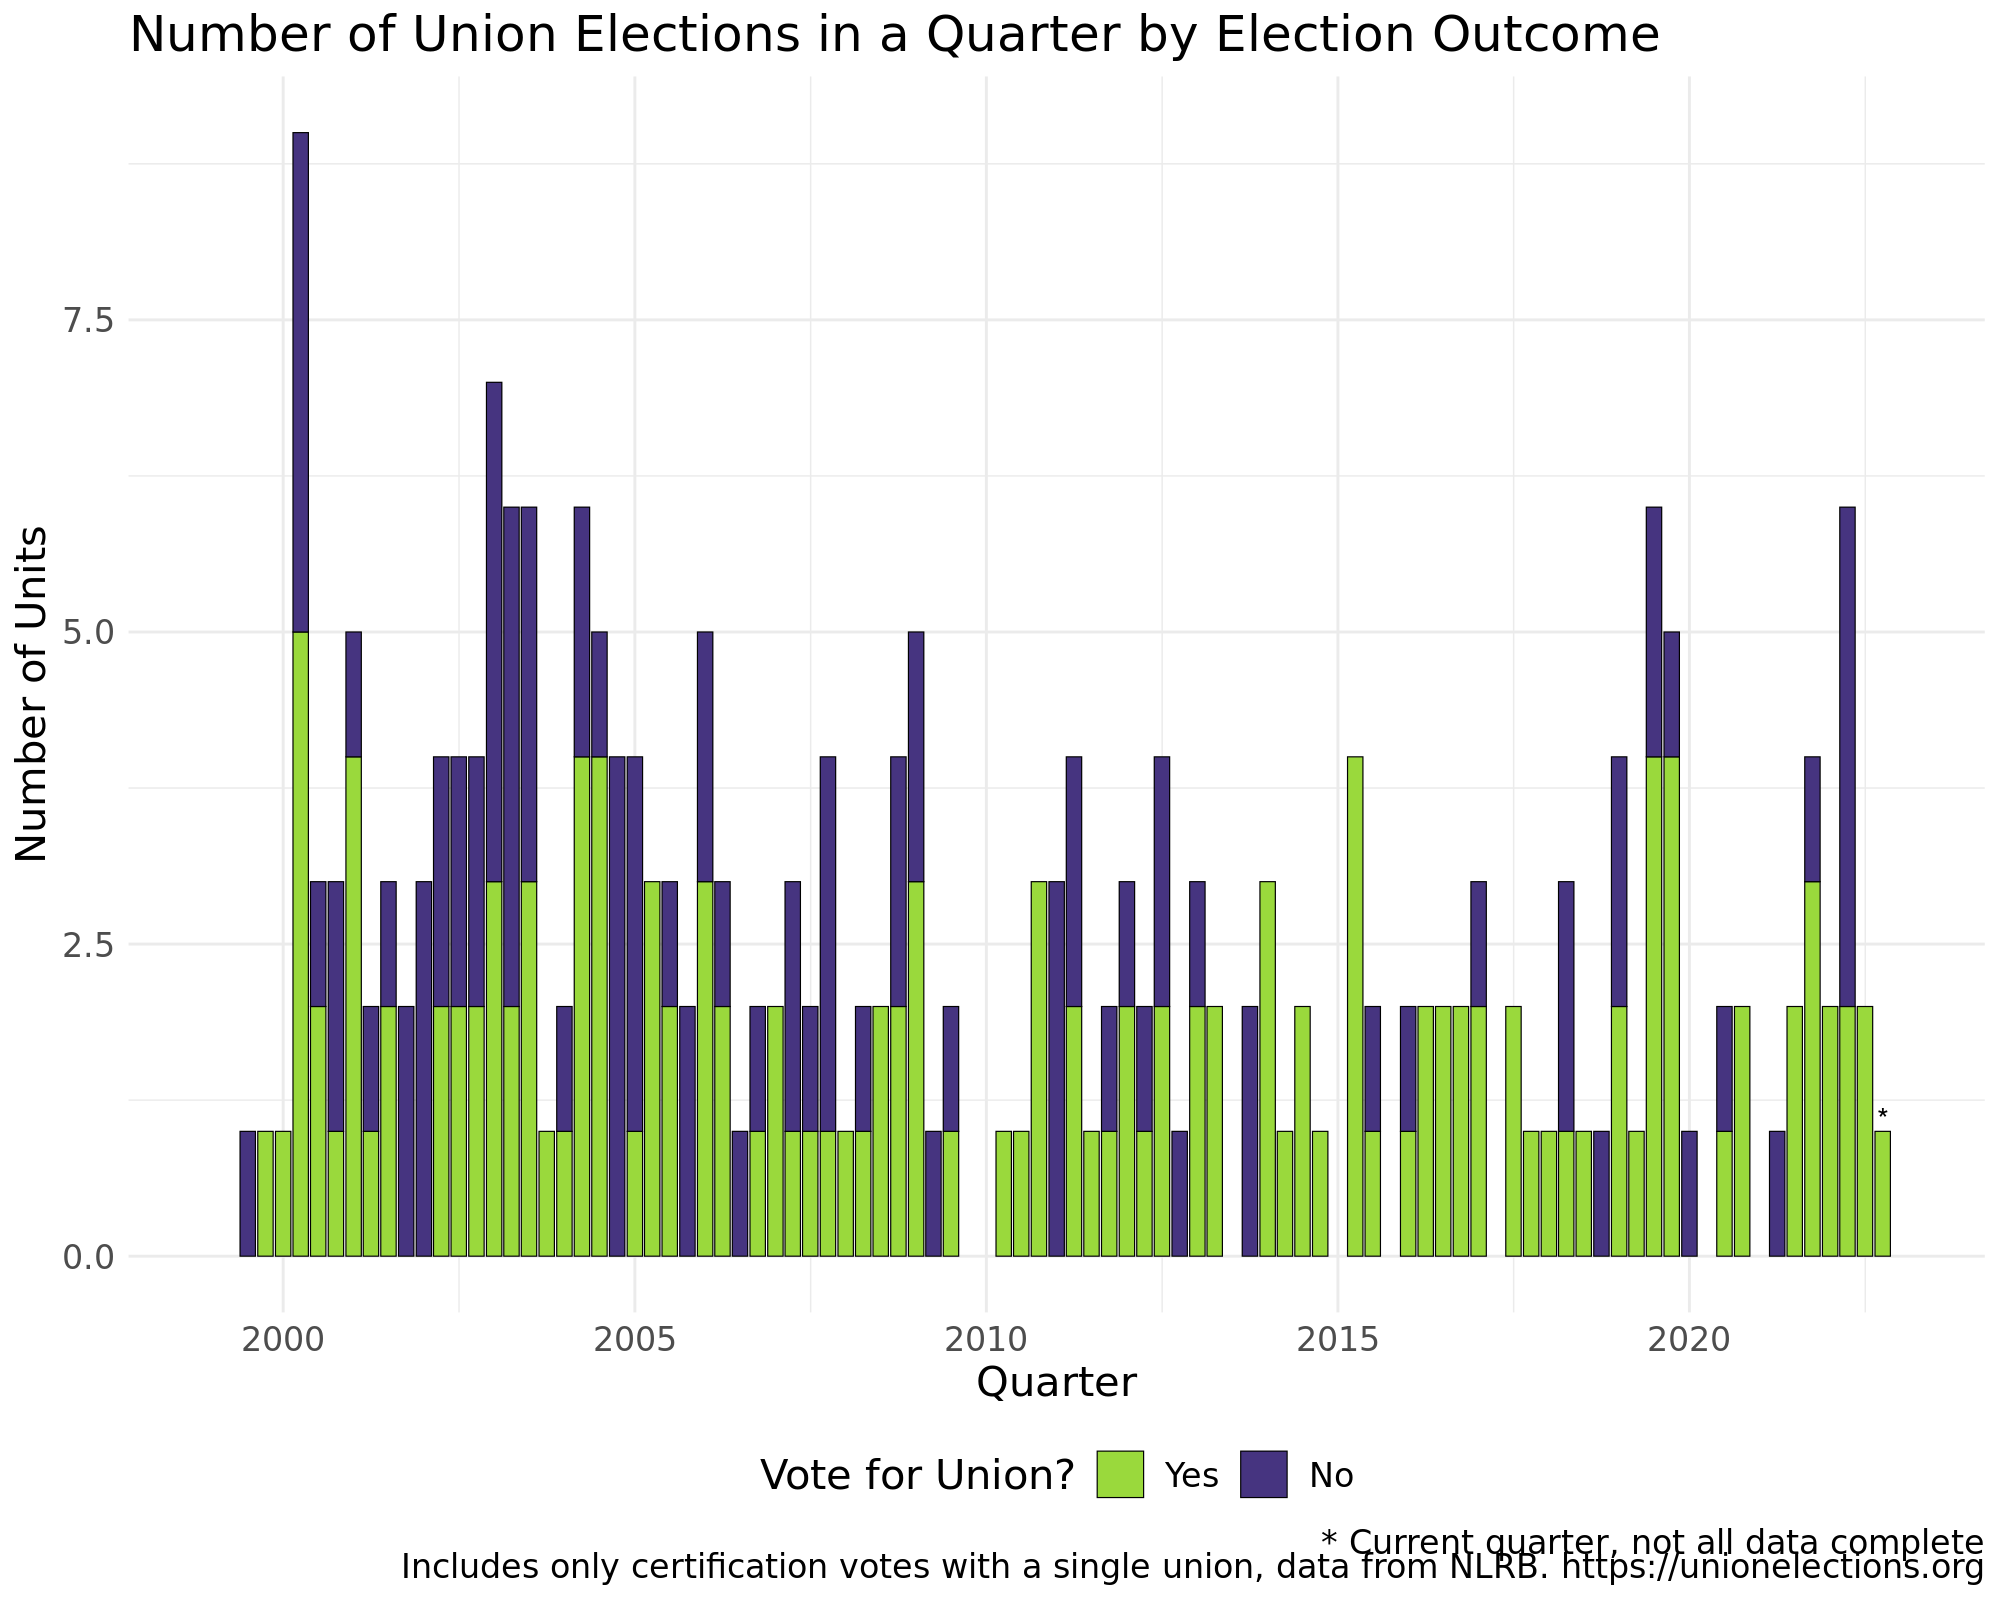 Number of Union Elections in a Quarter by Election Outcome
Number of Units
7.5
5.0
2.5
0.0
*
2000 2005 2010 2015 2020
Quarter
Vote for Union? Yes No
* Current quarter, not all data complete
Includes only certification votes with a single union, data from NLRB. https://unionelections.org